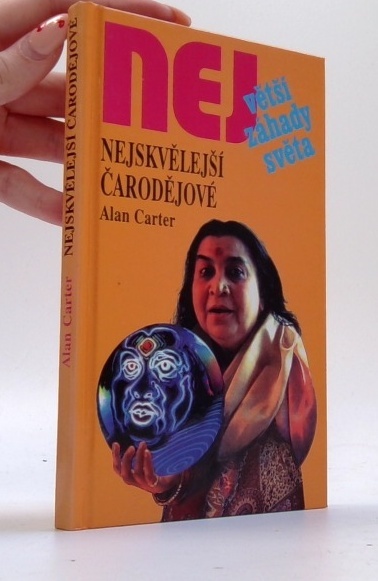 NEJ
větší
záhady
světa
NEJSKVĚLEJŠÍ
ČARODĚJOVÉ
Alan Carter
Alan Carter NEJSKVĚLEJŠÍ ČARODĚJOVÉ